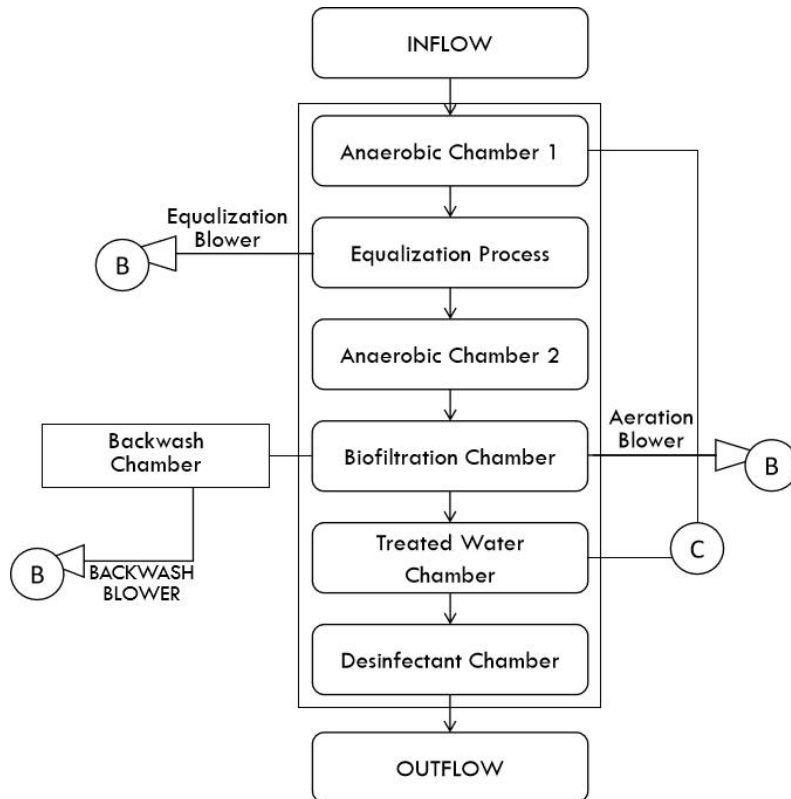 INFLOW
Anaerobic Chamber 1
Equalization
Blower
B
Equalization Process
Anaerobic Chamber 2
Backwash
Chamber
Biofiltration Chamber
Aeration
Blower
B
Treated Water
Chamber
C
B
BACKWASH
BLOWER
Desinfectant Chamber
OUTFLOW